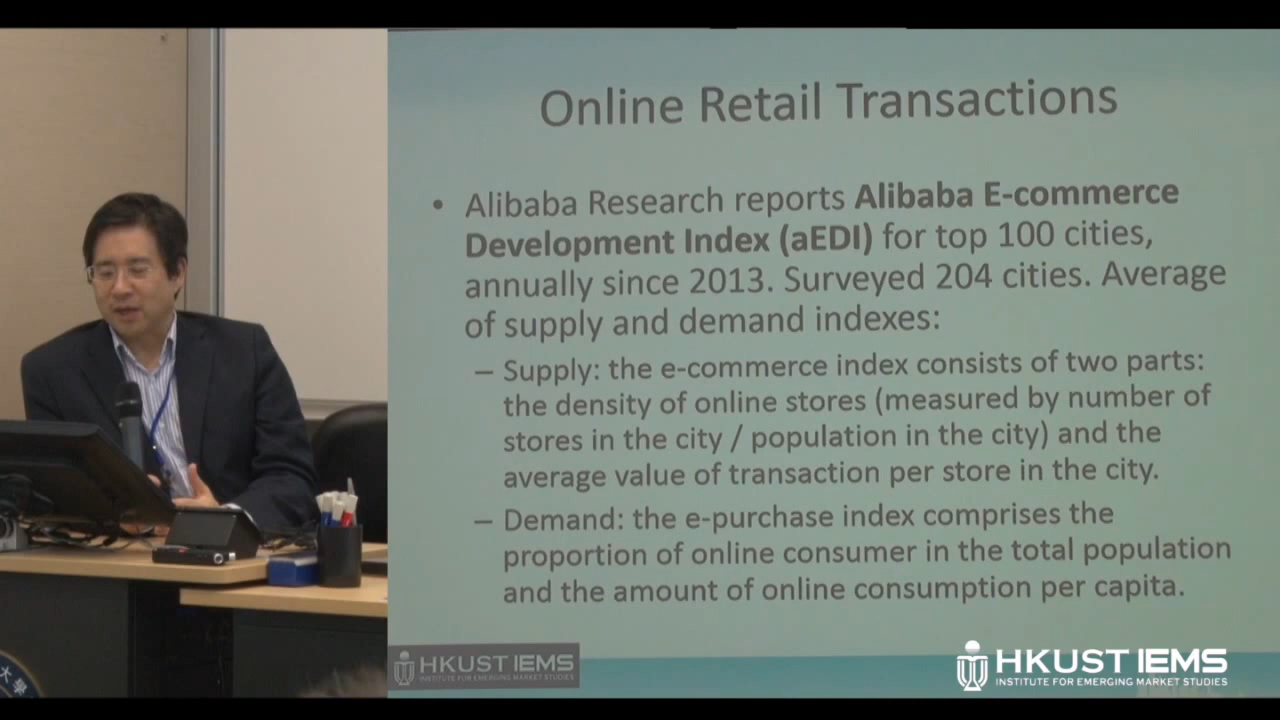 Online Retail Transactions
• Alibaba Research reports Alibaba E-commerce
Development Index (aEDI) for top 100 cities,
annually since 2013. Surveyed 204 cities. Average
of supply and demand indexes:
– Supply: the e-commerce index consists of two parts:
the density of online stores (measured by number of
stores in the city / population in the city) and the
average value of transaction per store in the city.
– Demand: the e-purchase index comprises the
proportion of online consumer in the total population
and the amount of online consumption per capita.
HKUST IEMS
INSTITUTE FOR EMERGING MARKET STUDIES
HKUST IEMS
INSTITUTE FOR EMERGING MARKET STUDIES
大學